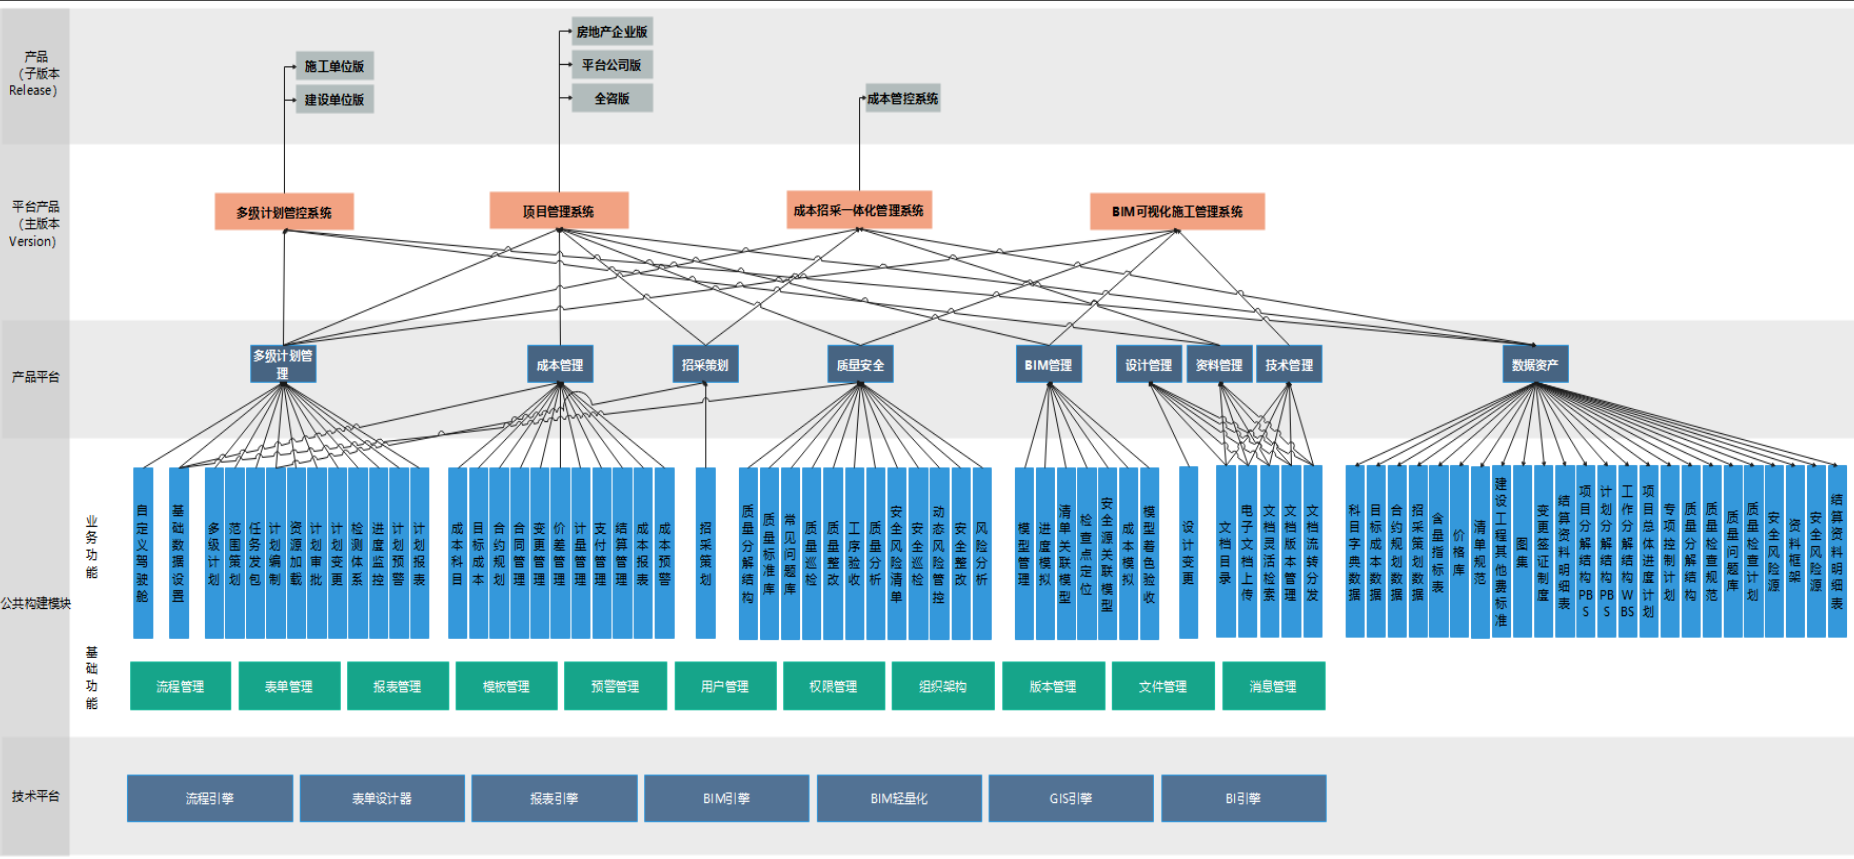 产品
（子版本
Release）
施工单位版
建设单位版
房地产企业版
平台公司版
全咨版
成本管控系统
平台产品
（主版本
Version）
多级计划管控系统
项目管理系统
成本招采一体化管理系统
BIM可视化施工管理系统
产品平台
多级计划管
理
成本管理
招采策划
质量安全
BIM管理
设计管理
资料管理
技术管理
数据资产
公共构建模块
业务功能
自定义驾驶舱
基础数据设置
多级计划
范围策划
任务发包
计划编制
资源加载
计划审批
计划变更
检测体系
进度监控
计划预警
计划报表
成本科目
目标成本
合约规划
合同管理
变更管理
价差管理
计量管理
支付管理
结算管理
成本报表
成本预警
招采策划
质量分解结构
质量标准库
常见问题库
质量巡检
质量整改
工序验收
质量分析
安全风险清单
安全巡检
动态风险管控
安全整改
风险分析
模型管理
进度模拟
清单关联模型
检查点定位
安全源关联模型
成本模拟
模型着色验收
设计变更
文档目录
电子文档上传
文档灵活检索
文档版本管理
文档流转分发
科目字典数据
目标成本数据
合约规划数据
招采策划数据
含量指标表
价格库
清单规范
建设工程其他费标准
图集
变更签证制度
结算资料明细表
项目分解结构PBS
计划分解结构PBS
工作分解结构WBS
项目总体进度计划
专项控制计划
质量分解结构
质量检查规范
质量问题库
质量检查计划
安全风险源
资料框架
安全风险源
结算资料明细表
基础功能
流程管理
表单管理
报表管理
模板管理
预警管理
用户管理
权限管理
组织架构
版本管理
文件管理
消息管理
技术平台
流程引擎
表单设计器
报表引擎
BIM引擎
BIM轻量化
GIS引擎
BI引擎